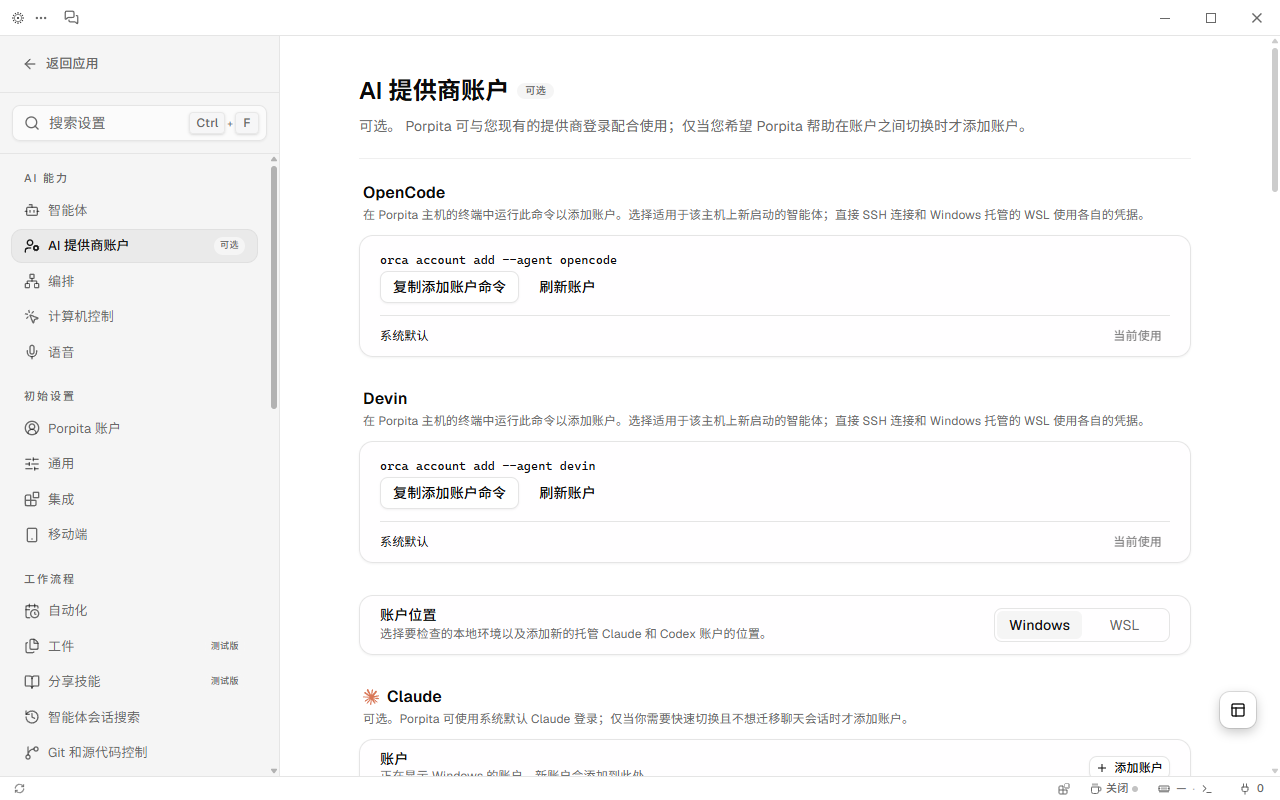 返回应用
搜索设置 Ctrl + F
AI 能力
智能体
AI 提供商账户 可选
编排
计算机控制
语音
初始设置
Porpita 账户
通用
集成
移动端
工作流程
自动化
工件 测试版
分享技能 测试版
智能体会话搜索
Git 和源代码控制
AI 提供商账户 可选
可选。 Porpita 可与您现有的提供商登录配合使用；仅当您希望 Porpita 帮助在账户之间切换时才添加账户。
OpenCode
在 Porpita 主机的终端中运行此命令以添加账户。选择适用于该主机上新启动的智能体；直接 SSH 连接和 Windows 托管的 WSL 使用各自的凭据。
orca account add --agent opencode
复制添加账户命令 刷新账户
系统默认 当前使用
Devin
在 Porpita 主机的终端中运行此命令以添加账户。选择适用于该主机上新启动的智能体；直接 SSH 连接和 Windows 托管的 WSL 使用各自的凭据。
orca account add --agent devin
复制添加账户命令 刷新账户
系统默认 当前使用
账户位置
选择要检查的本地环境以及添加新的托管 Claude 和 Codex 账户的位置。
Windows WSL
Claude
可选。Porpita 可使用系统默认 Claude 登录；仅当你需要快速切换且不想迁移聊天会话时才添加账户。
账户
正在显示 Windows 的账户。新账户会添加到此处。
+ 添加账户
关闭
0